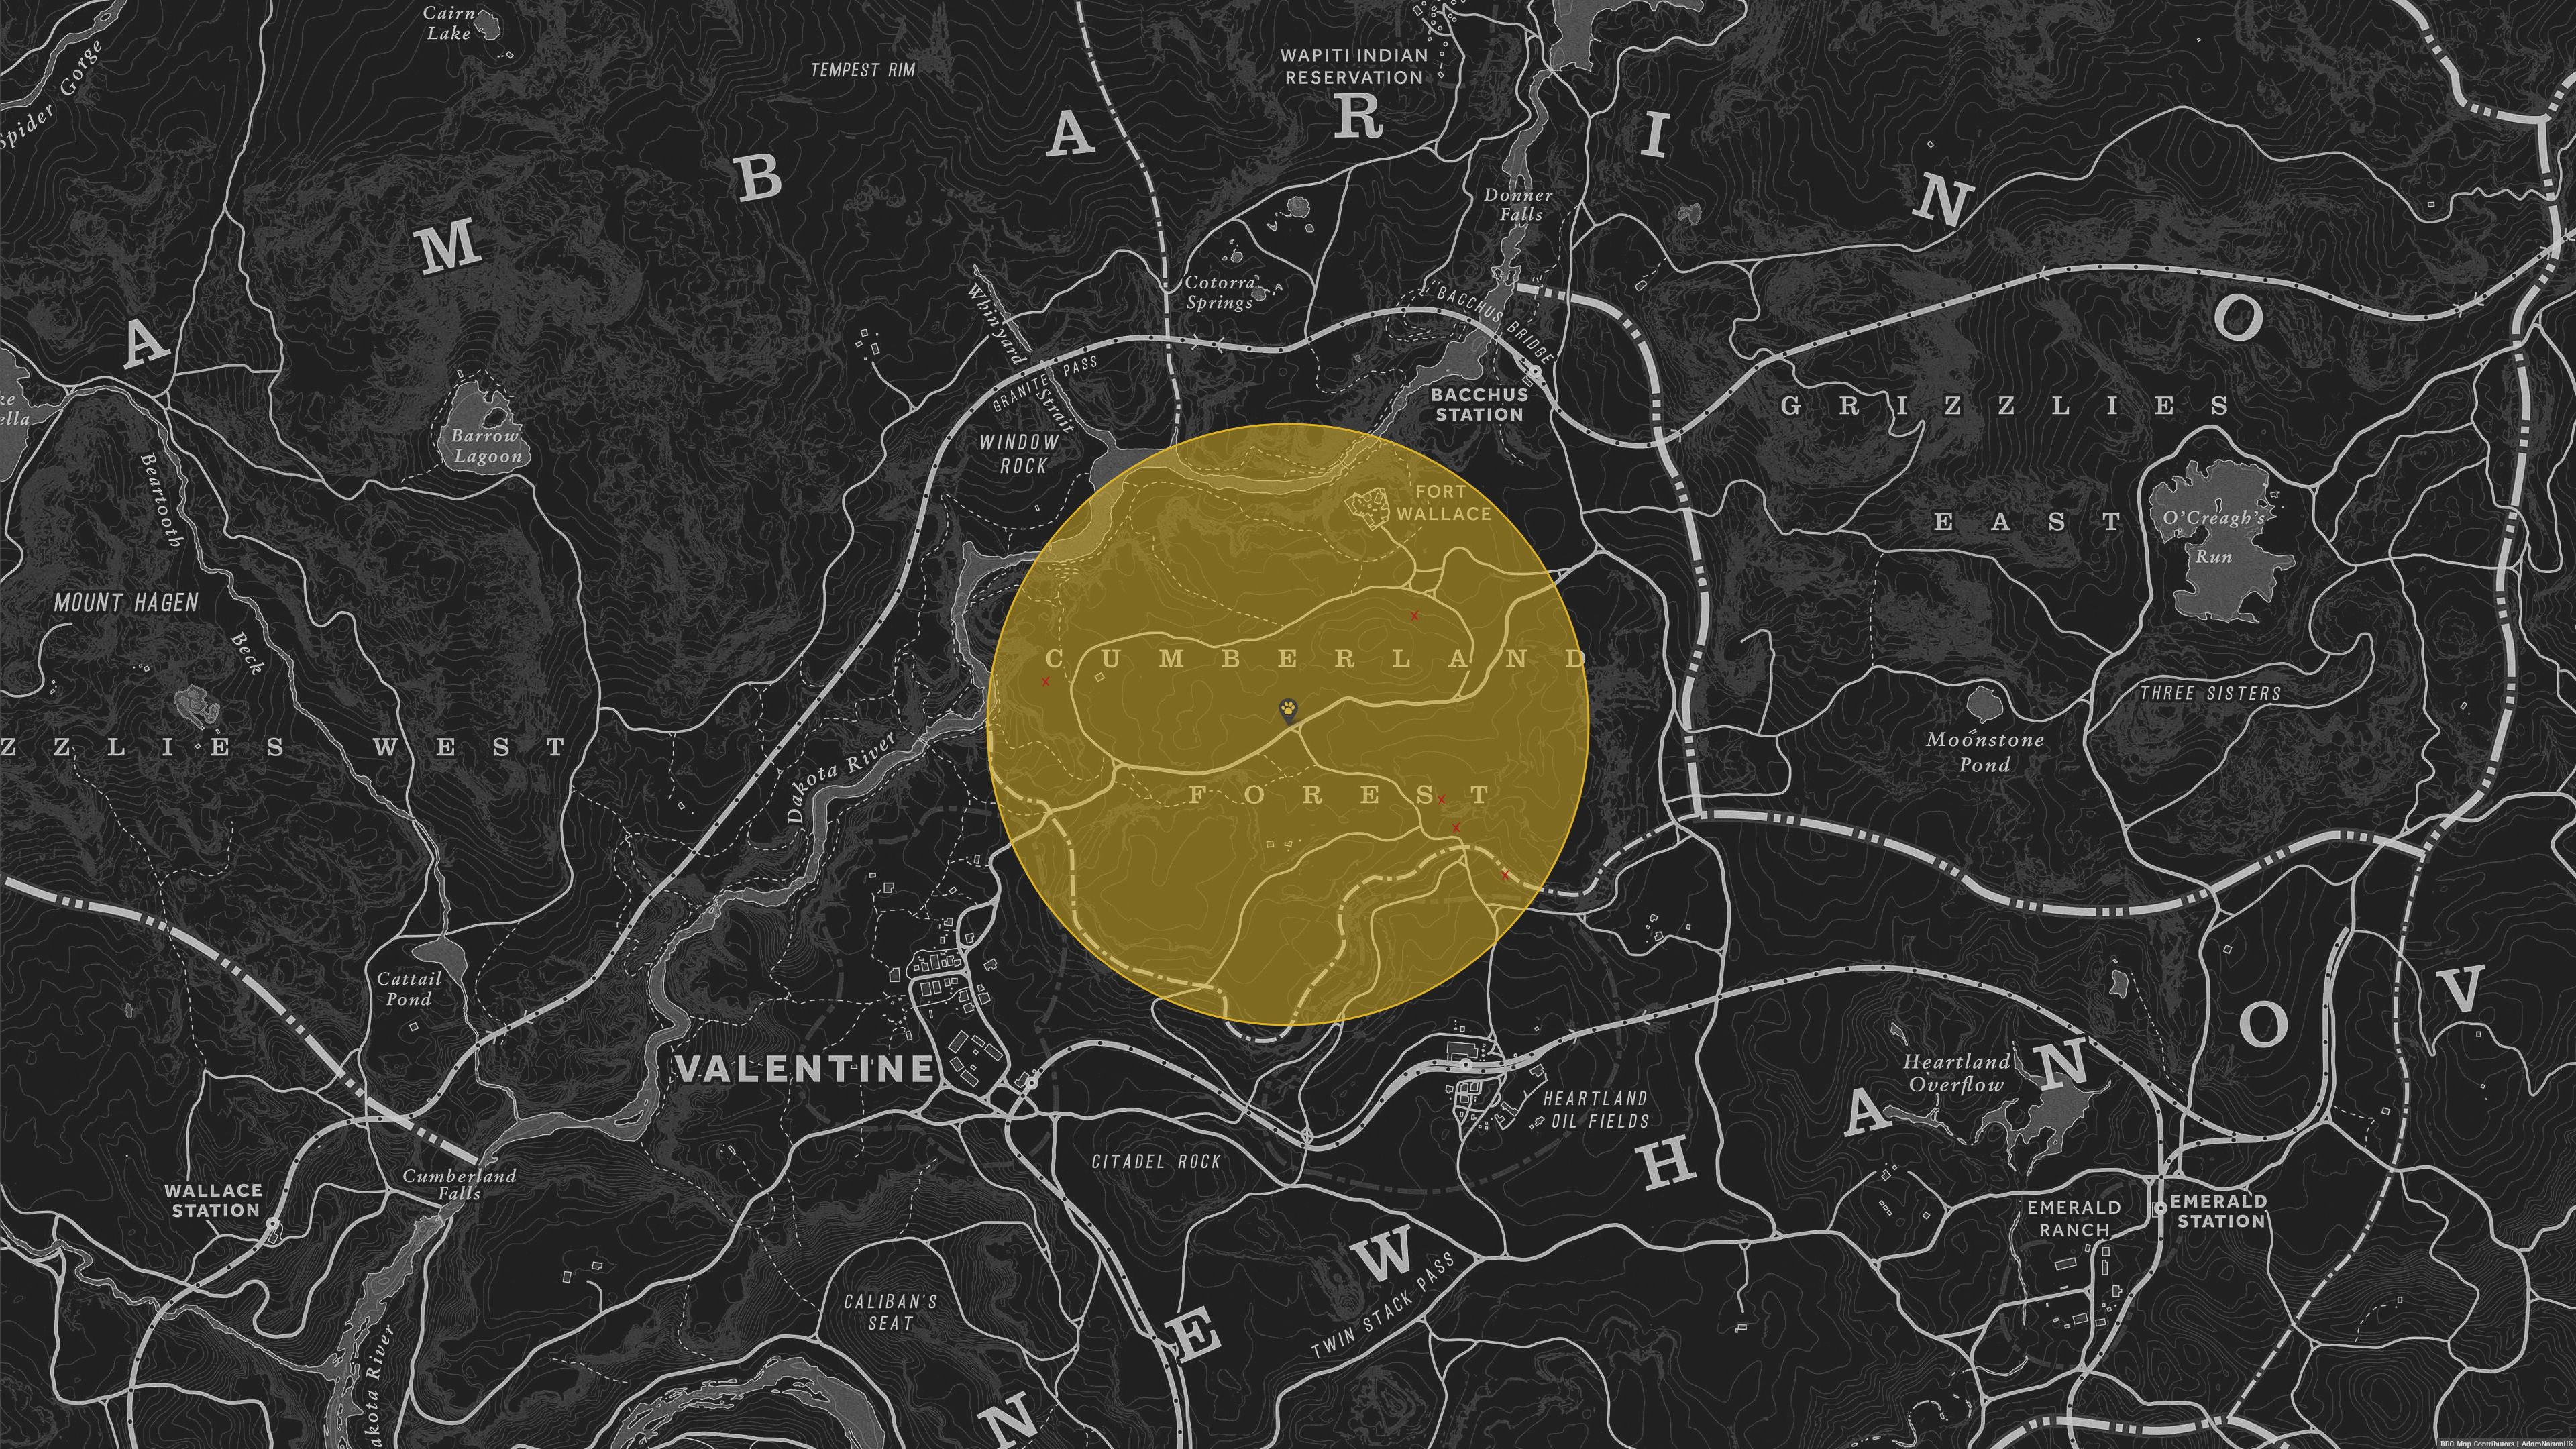 Cairn
Lake
Spider Gorge
TEMPEST RIM
WAPITI INDIAN
RESERVATION
A M B A R I N O
Donner
Falls
Cotorra
Springs
Whinyard Strait
GRANITE PASS
BACCHUS BRIDGE
BACCHUS
STATION
WINDOW
ROCK
Barrow
Lagoon
Beartooth Beck
GRIZZLIES
EAST
O'Creagh's
Run
FORT
WALLACE
MOUNT HAGEN
CUMBERLAND
FOREST
THREE SISTERS
ZZLIES WEST
Moonstone
Pond
Dakota River
Cattail
Pond
VALENTINE
HEARTLAND
OIL FIELDS
Heartland
Overflow
CITADEL ROCK
Cumberland
Falls
WALLACE
STATION
EMERALD
RANCH
EMERALD
STATION
CALIBAN'S
SEAT
TWIN STACK PASS
N E W H A N O V
akota River
RDO Map Contributors | AdamNortonUK